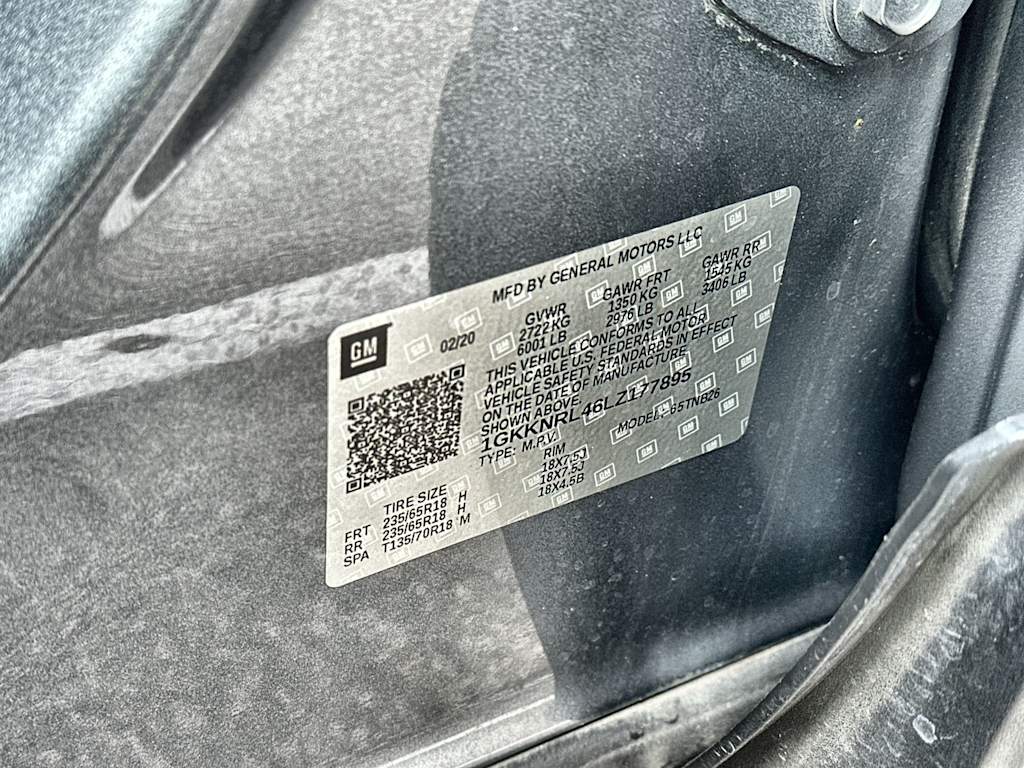 MFD BY GENERAL MOTORS LLC
GM
02/20
GVWR GAWR FRT GAWR RR
2722 KG 1350 KG 1545 KG
6001 LB 2976 LB 3406 LB
THIS VEHICLE CONFORMS TO ALL
APPLICABLE U.S. FEDERAL MOTOR
VEHICLE SAFETY STANDARDS IN EFFECT
ON THE DATE OF MANUFACTURE
SHOWN ABOVE.
1GKKNRL46LZ177895
TYPE: M.P.V. MODEL:
TIRE SIZE RIM
FRT 235/65R18 H 18X7.5J
RR 235/65R18 H 18X7.5J
SPA T135/70R18 M 18X4.5B